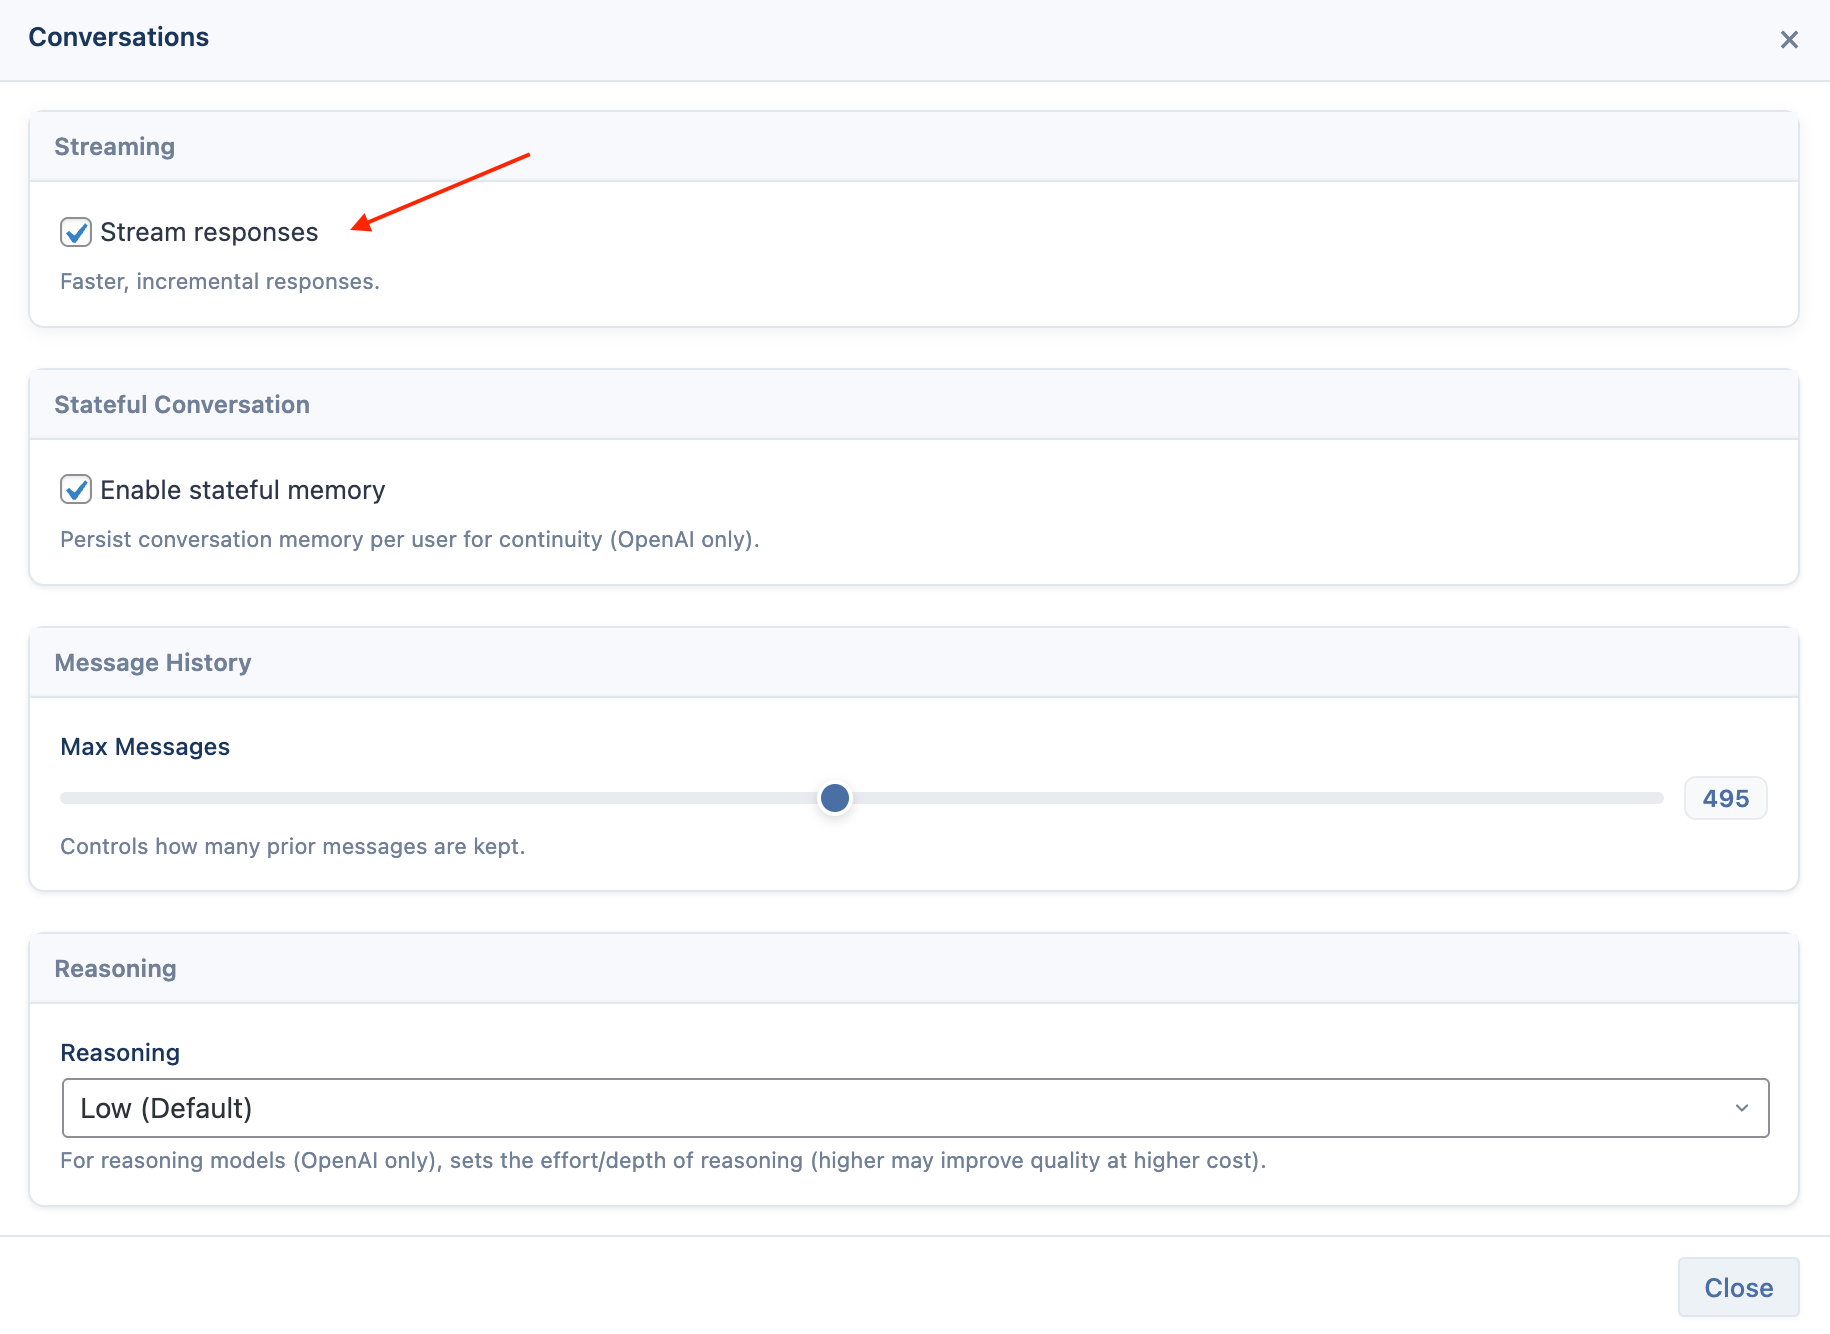 Conversations
Streaming
Stream responses
Faster, incremental responses.
Stateful Conversation
Enable stateful memory
Persist conversation memory per user for continuity (OpenAI only).
Message History
Max Messages
495
Controls how many prior messages are kept.
Reasoning
Reasoning
Low (Default)
For reasoning models (OpenAI only), sets the effort/depth of reasoning (higher may improve quality at higher cost).
Close